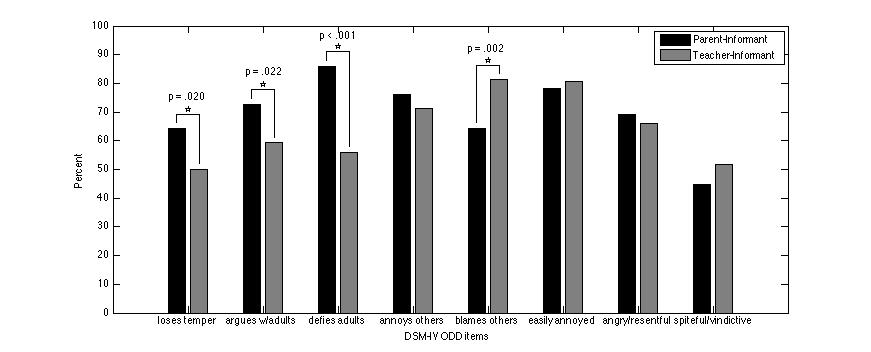 100
90
80
70
60
50
40
30
20
10
0
Percent
p = .020
*
p = .022
*
p < .001
*
p = .002
*
Parent-Informant
Teacher-Informant
loses temper
argues w/adults
defies adults
annoys others
blames others
easily annoyed
angry/resentful
spiteful/vindictive
DSM-IV ODD items